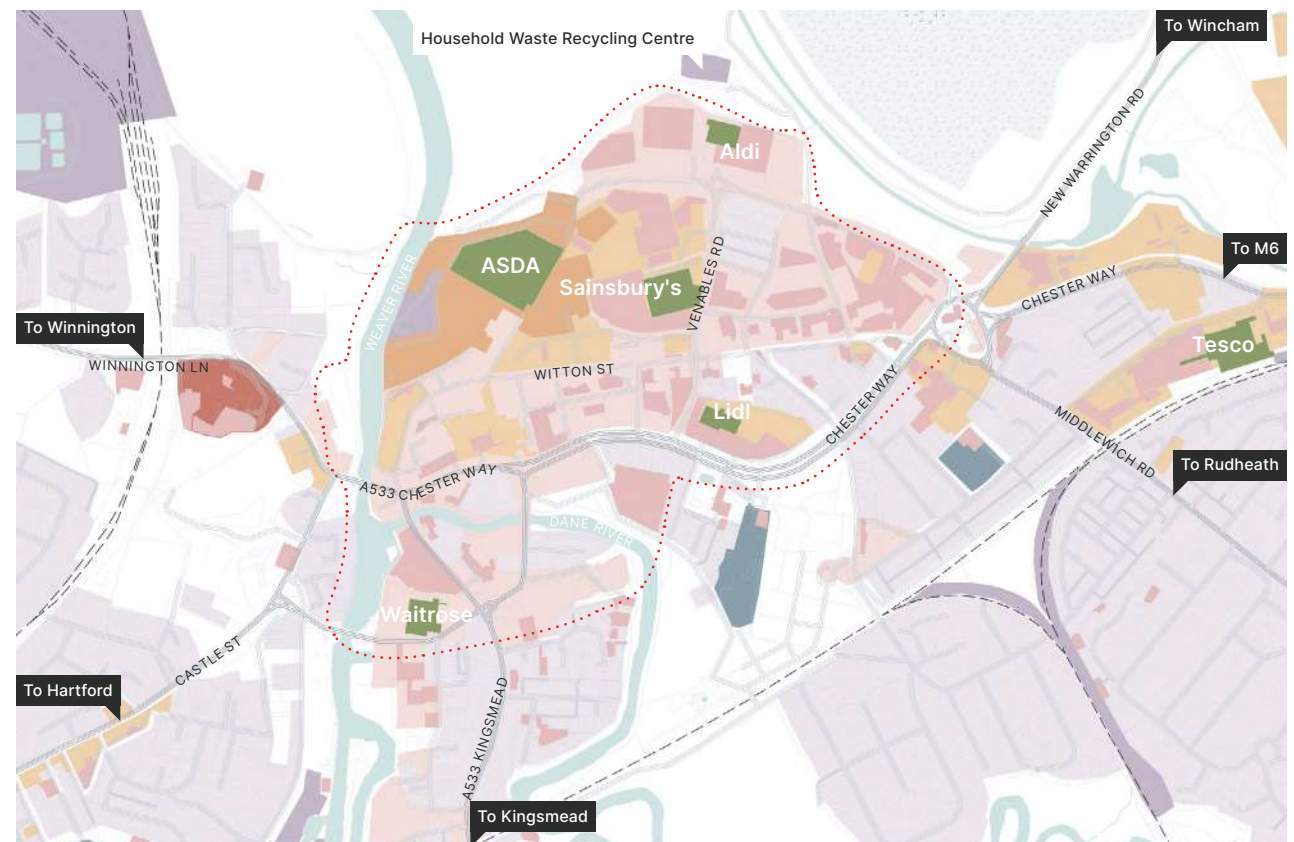 To Wincham
Household Waste Recycling Centre
NEW WARRINGTON RD
Aldi
To M6
ASDA
Sainsbury's
VENABLES RD
CHESTER WAY
WEAVER RIVER
To Winnington
WINNINGTON LN
Tesco
WITTON ST
Lidl
CHESTER WAY
MIDDLEWICH RD
To Rudheath
A533 CHESTER WAY
DANE RIVER
Waitrose
CASTLE ST
To Hartford
A533 KINGSMEAD
To Kingsmead